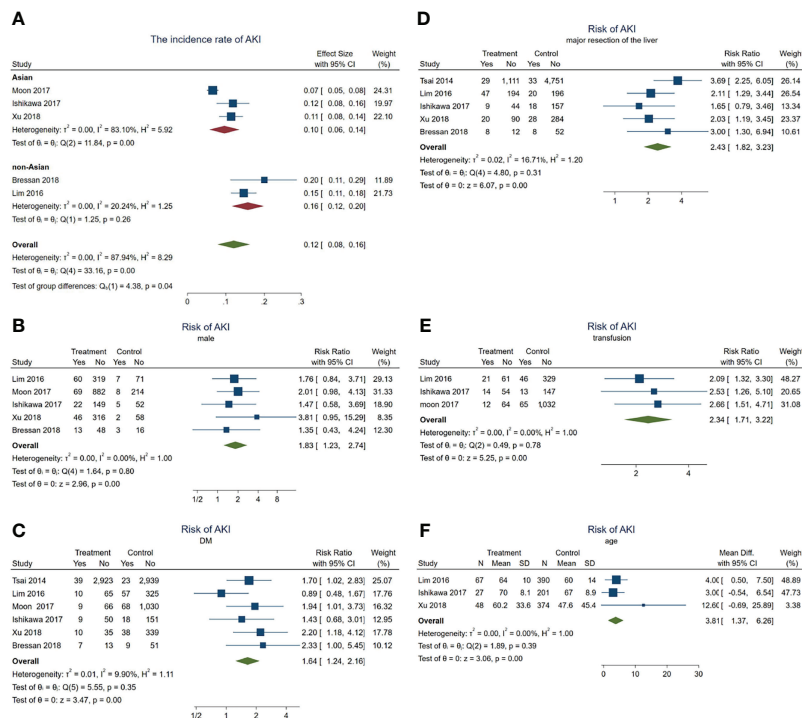 A
The incidence rate of AKI
Effect Size Weight
Study with 95% CI (%)
Asian
Moon 2017 0.07 [ 0.05, 0.08] 24.31
Ishikawa 2017 0.12 [ 0.08, 0.16] 19.97
Xu 2018 0.11 [ 0.08, 0.14] 22.10
Heterogeneity: τ² = 0.00, I² = 83.10%, H² = 5.92 0.10 [ 0.06, 0.14]
Test of θᵢ = θⱼ: Q(2) = 11.84, p = 0.00
non-Asian
Bressan 2018 0.20 [ 0.11, 0.29] 11.89
Lim 2016 0.15 [ 0.11, 0.18] 21.73
Heterogeneity: τ² = 0.00, I² = 20.24%, H² = 1.25 0.16 [ 0.12, 0.20]
Test of θᵢ = θⱼ: Q(1) = 1.25, p = 0.26
Overall 0.12 [ 0.08, 0.16]
Heterogeneity: τ² = 0.00, I² = 87.94%, H² = 8.29
Test of θᵢ = θⱼ: Q(4) = 33.16, p = 0.00
Test of group differences: Q_b(1) = 4.38, p = 0.04
0 .1 .2 .3
B
Risk of AKI
male
Treatment Control Risk Ratio Weight
Study Yes No Yes No with 95% CI (%)
Lim 2016 60 319 7 71 1.76 [ 0.84, 3.71] 29.13
Moon 2017 69 882 8 214 2.01 [ 0.98, 4.13] 31.33
Ishikawa 2017 22 149 5 52 1.47 [ 0.58, 3.69] 18.90
Xu 2018 46 316 2 58 3.81 [ 0.95, 15.29] 8.35
Bressan 2018 13 48 3 16 1.35 [ 0.43, 4.24] 12.30
Overall 1.83 [ 1.23, 2.74]
Heterogeneity: τ² = 0.00, I² = 0.00%, H² = 1.00
Test of θᵢ = θⱼ: Q(4) = 1.64, p = 0.80
Test of θ = 0: z = 2.96, p = 0.00
1/2 1 2 4 8
C
Risk of AKI
DM
Treatment Control Risk Ratio Weight
Study Yes No Yes No with 95% CI (%)
Tsai 2014 39 2,923 23 2,939 1.70 [ 1.02, 2.83] 25.07
Lim 2016 10 65 57 325 0.89 [ 0.48, 1.67] 17.76
Moon 2017 9 66 68 1,030 1.94 [ 1.01, 3.73] 16.32
Ishikawa 2017 9 50 18 151 1.43 [ 0.68, 3.01] 12.95
Xu 2018 10 35 38 339 2.20 [ 1.18, 4.12] 17.78
Bressan 2018 7 13 9 51 2.33 [ 1.00, 5.45] 10.12
Overall 1.64 [ 1.24, 2.16]
Heterogeneity: τ² = 0.01, I² = 9.90%, H² = 1.11
Test of θᵢ = θⱼ: Q(5) = 5.55, p = 0.35
Test of θ = 0: z = 3.47, p = 0.00
1/2 1 2 4
D
Risk of AKI
major resection of the liver
Treatment Control Risk Ratio Weight
Study Yes No Yes No with 95% CI (%)
Tsai 2014 29 1,111 33 4,751 3.69 [ 2.25, 6.05] 26.14
Lim 2016 47 194 20 196 2.11 [ 1.29, 3.44] 26.54
Ishikawa 2017 9 44 18 157 1.65 [ 0.79, 3.46] 13.34
Xu 2018 20 90 28 284 2.03 [ 1.19, 3.45] 23.37
Bressan 2018 8 12 8 52 3.00 [ 1.30, 6.94] 10.61
Overall 2.43 [ 1.82, 3.23]
Heterogeneity: τ² = 0.02, I² = 16.71%, H² = 1.20
Test of θᵢ = θⱼ: Q(4) = 4.80, p = 0.31
Test of θ = 0: z = 6.07, p = 0.00
1 2 4
E
Risk of AKI
transfusion
Treatment Control Risk Ratio Weight
Study Yes No Yes No with 95% CI (%)
Lim 2016 21 61 46 329 2.09 [ 1.32, 3.30] 48.27
Ishikawa 2017 14 54 13 147 2.53 [ 1.26, 5.10] 20.65
moon 2017 12 64 65 1,032 2.66 [ 1.51, 4.71] 31.08
Overall 2.34 [ 1.71, 3.22]
Heterogeneity: τ² = 0.00, I² = 0.00%, H² = 1.00
Test of θᵢ = θⱼ: Q(2) = 0.49, p = 0.78
Test of θ = 0: z = 5.25, p = 0.00
2 4
F
Risk of AKI
age
Treatment Control Mean Diff. Weight
Study N Mean SD N Mean SD with 95% CI (%)
Lim 2016 67 64 10 390 60 14 4.00 [ 0.50, 7.50] 48.89
Ishikawa 2017 27 70 8.1 201 67 8.9 3.00 [ -0.54, 6.54] 47.73
Xu 2018 48 60.2 33.6 374 47.6 45.4 12.60 [ -0.69, 25.89] 3.38
Overall 3.81 [ 1.37, 6.26]
Heterogeneity: τ² = 0.00, I² = 0.00%, H² = 1.00
Test of θᵢ = θⱼ: Q(2) = 1.89, p = 0.39
Test of θ = 0: z = 3.06, p = 0.00
0 10 20 30